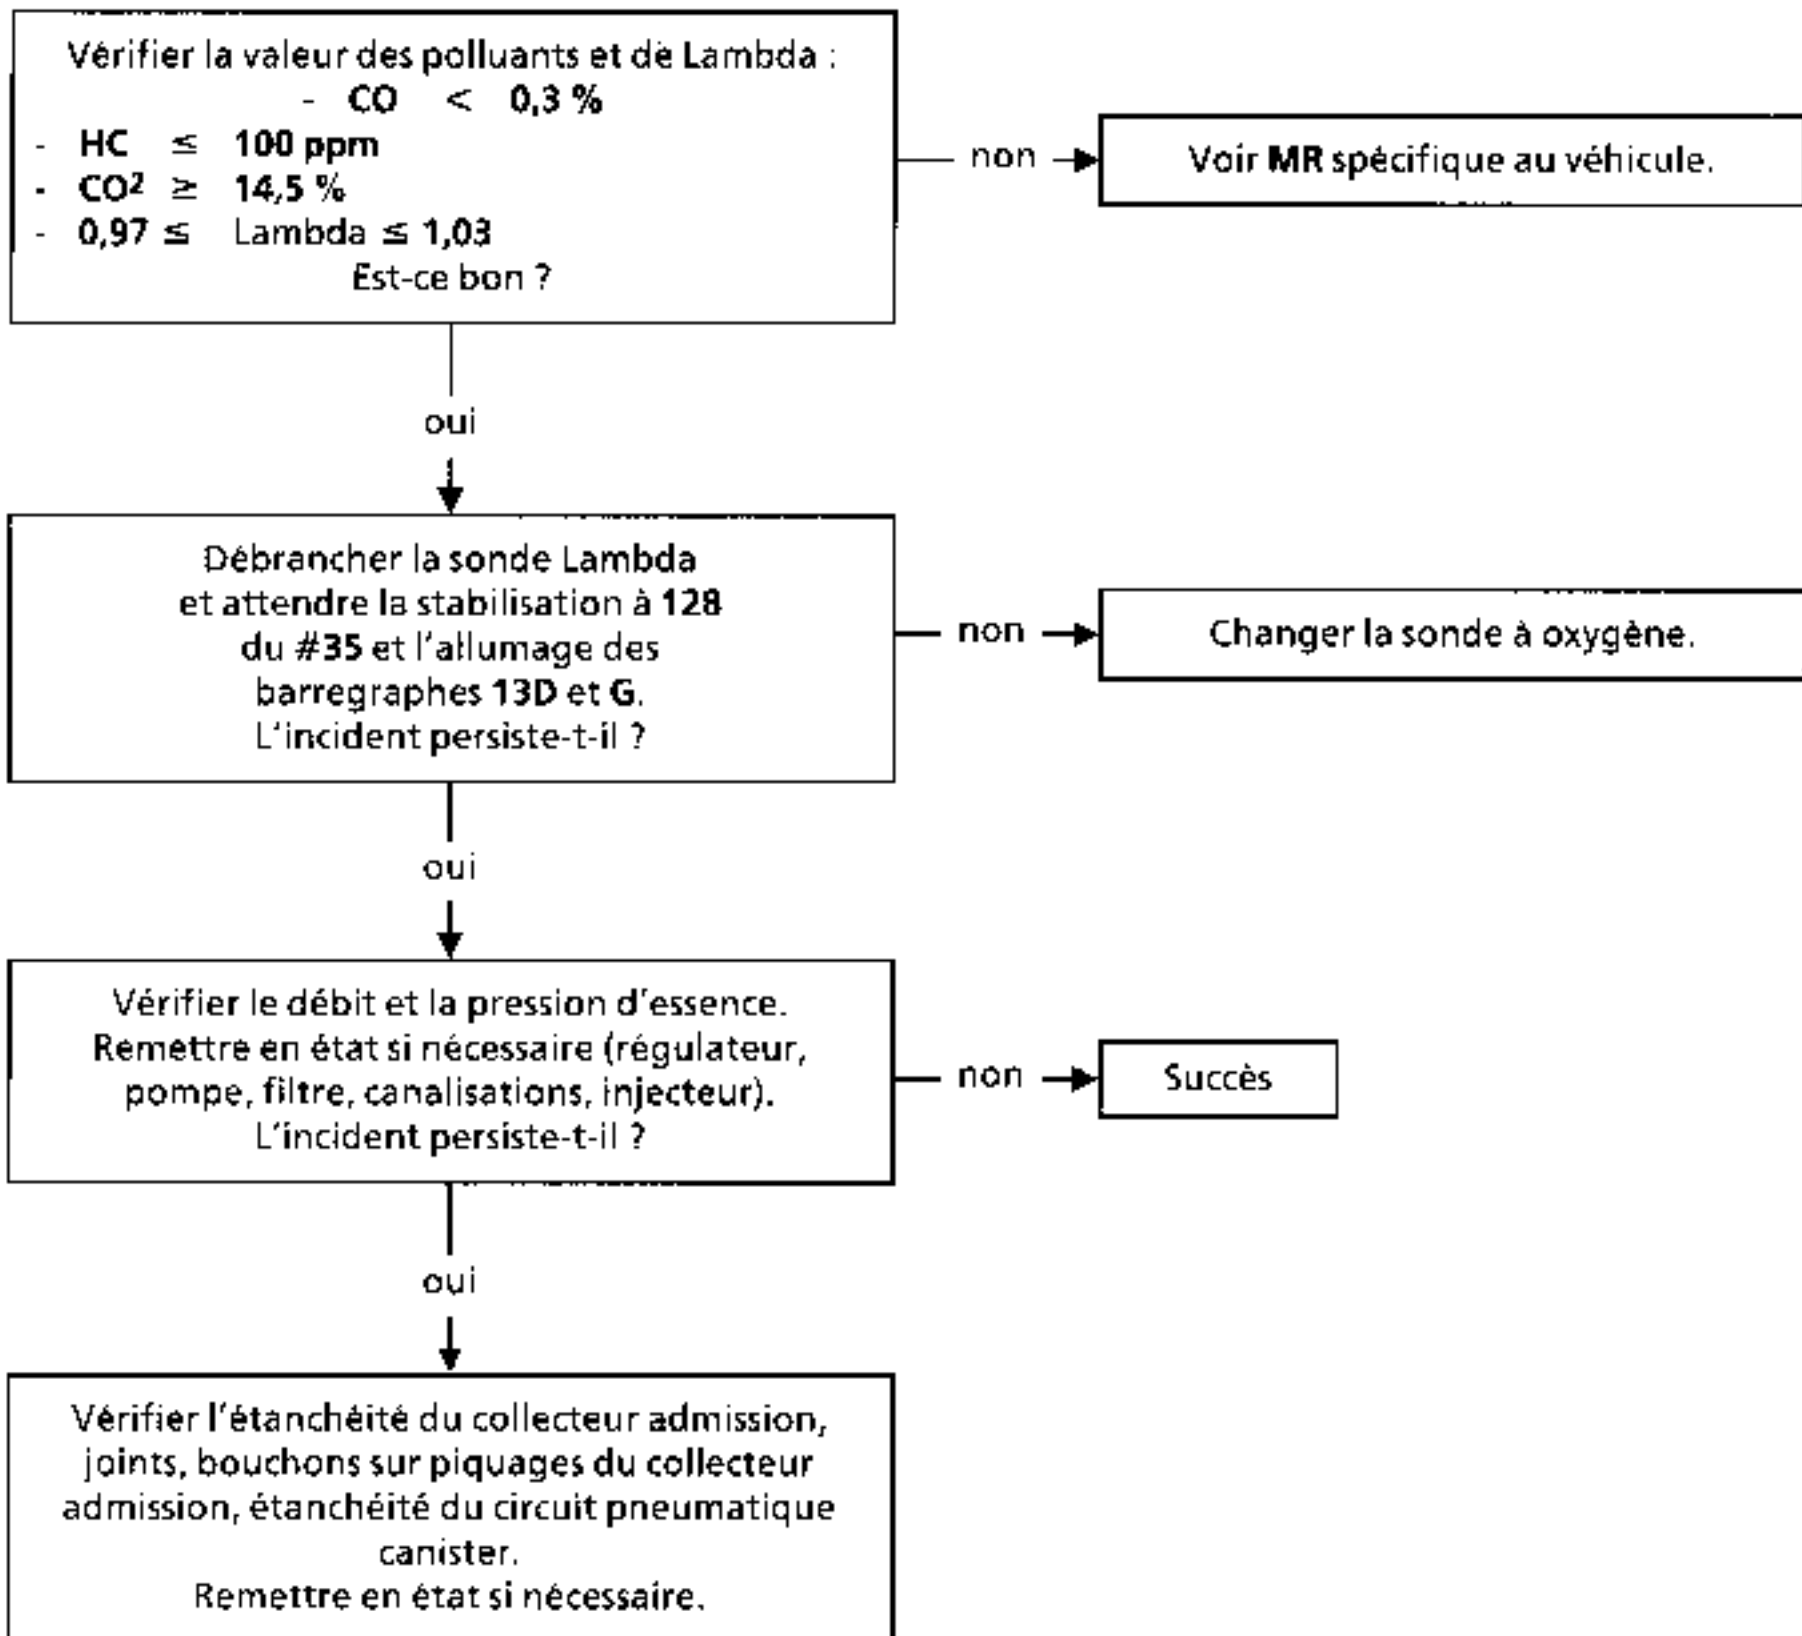 Vérifier la valeur des polluants et de Lambda :
- CO < 0,3 %
- HC ≤ 100 ppm
- CO² ≥ 14,5 %
- 0,97 ≤ Lambda ≤ 1,03
Est-ce bon ?
non
Voir MR spécifique au véhicule.
oui
Débrancher la sonde Lambda
et attendre la stabilisation à 128
du #35 et l'allumage des
barregraphes 13D et G.
L'incident persiste-t-il ?
non
Changer la sonde à oxygène.
oui
Vérifier le débit et la pression d'essence.
Remettre en état si nécessaire (régulateur,
pompe, filtre, canalisations, injecteur).
L'incident persiste-t-il ?
non
Succès
oui
Vérifier l'étanchéité du collecteur admission,
joints, bouchons sur piquages du collecteur
admission, étanchéité du circuit pneumatique
canister.
Remettre en état si nécessaire.